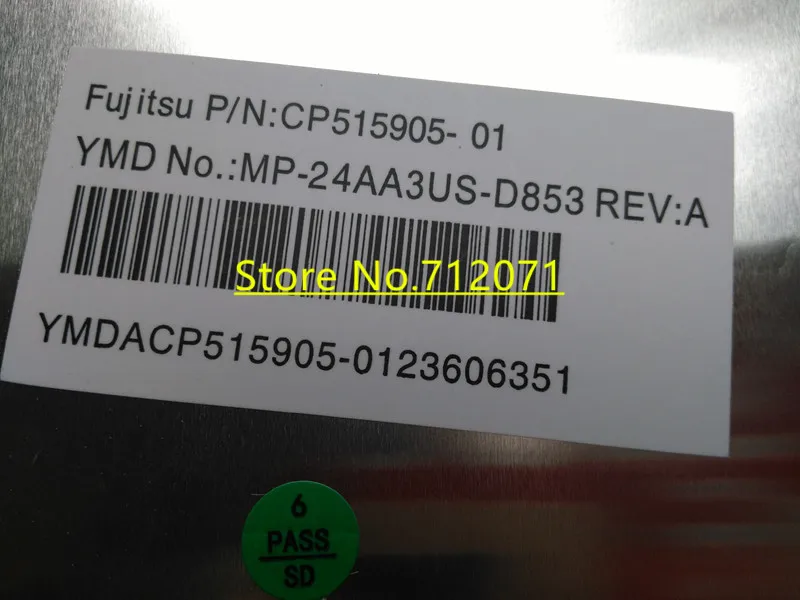 Fujitsu P/N:CP515905- 01
YMD No.:MP-24AA3US-D853 REV:A
Store No.712071
YMDACP515905-0123606351
6
PASS
SD